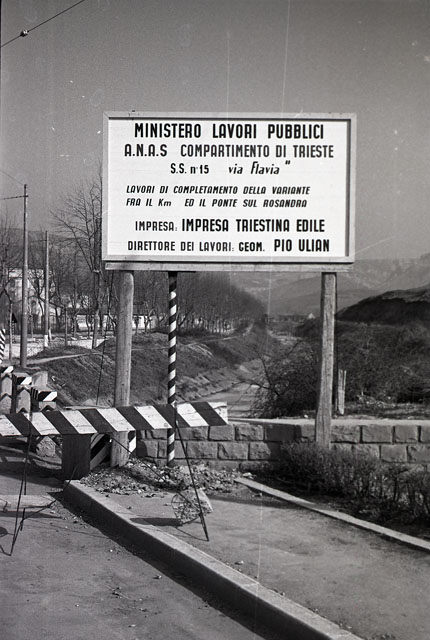 MINISTERO LAVORI PUBBLICI
A.N.A.S COMPARTIMENTO DI TRIESTE
S.S. n° 15 via Flavia "
LAVORI DI COMPLETAMENTO DELLA VARIANTE
FRA IL Km ED IL PONTE SUL ROSANDRA
IMPRESA: IMPRESA TRIESTINA EDILE
DIRETTORE DEI LAVORI: GEOM. PIO ULIAN